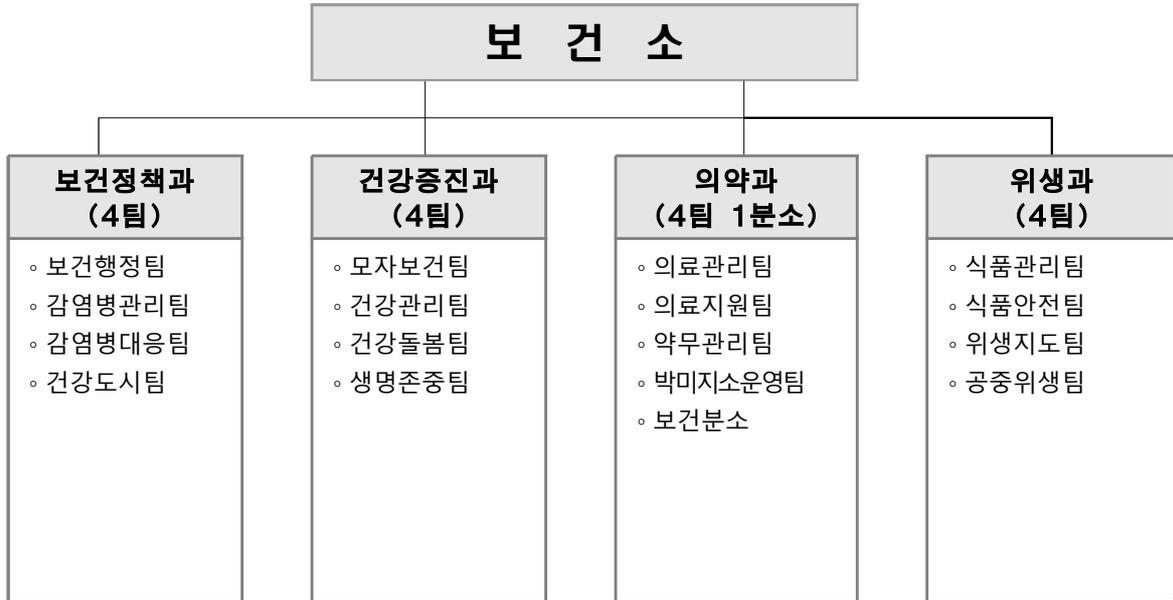 보 건 소
보건정책과
(4팀)
◦ 보건행정팀
◦ 감염병관리팀
◦ 감염병대응팀
◦ 건강도시팀
건강증진과
(4팀)
◦ 모자보건팀
◦ 건강관리팀
◦ 건강돌봄팀
◦ 생명존중팀
의약과
(4팀 1분소)
◦ 의료관리팀
◦ 의료지원팀
◦ 약무관리팀
◦ 박미지소운영팀
◦ 보건분소
위생과
(4팀)
◦ 식품관리팀
◦ 식품안전팀
◦ 위생지도팀
◦ 공중위생팀